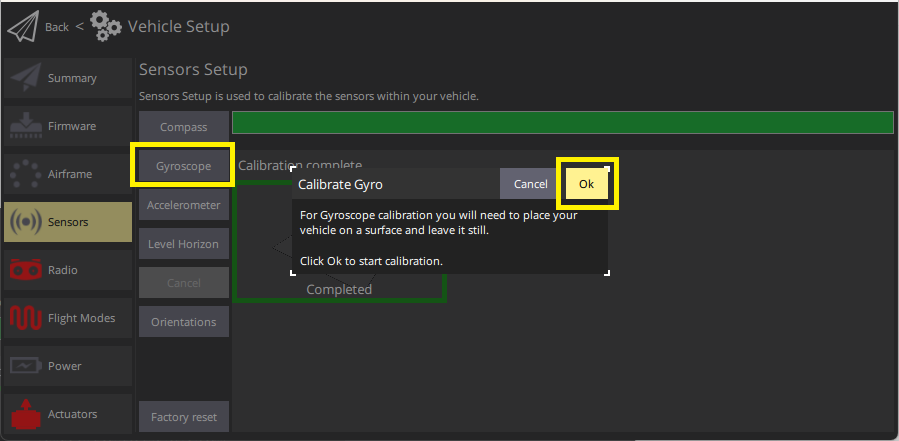 Back < Vehicle Setup
Summary
Firmware
Airframe
Sensors
Radio
Flight Modes
Power
Actuators
Sensors Setup
Sensors Setup is used to calibrate the sensors within your vehicle.
Compass
Gyroscope
Accelerometer
Level Horizon
Cancel
Orientations
Factory reset
Calibration complete
Calibrate Gyro
Cancel
Ok
For Gyroscope calibration you will need to place your
vehicle on a surface and leave it still.
Click Ok to start calibration.
Completed